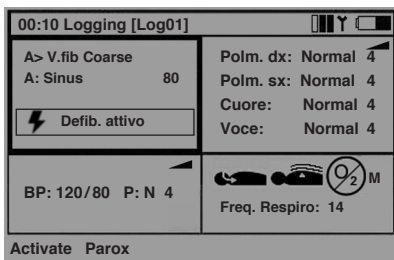 00:10 Logging [Log01]
A> V.fib Coarse
A: Sinus 80
Defib. attivo
Polm. dx: Normal 4
Polm. sx: Normal 4
Cuore: Normal 4
Voce: Normal 4
BP: 120/80 P: N 4
O2 M
Freq. Respiro: 14
Activate Parox